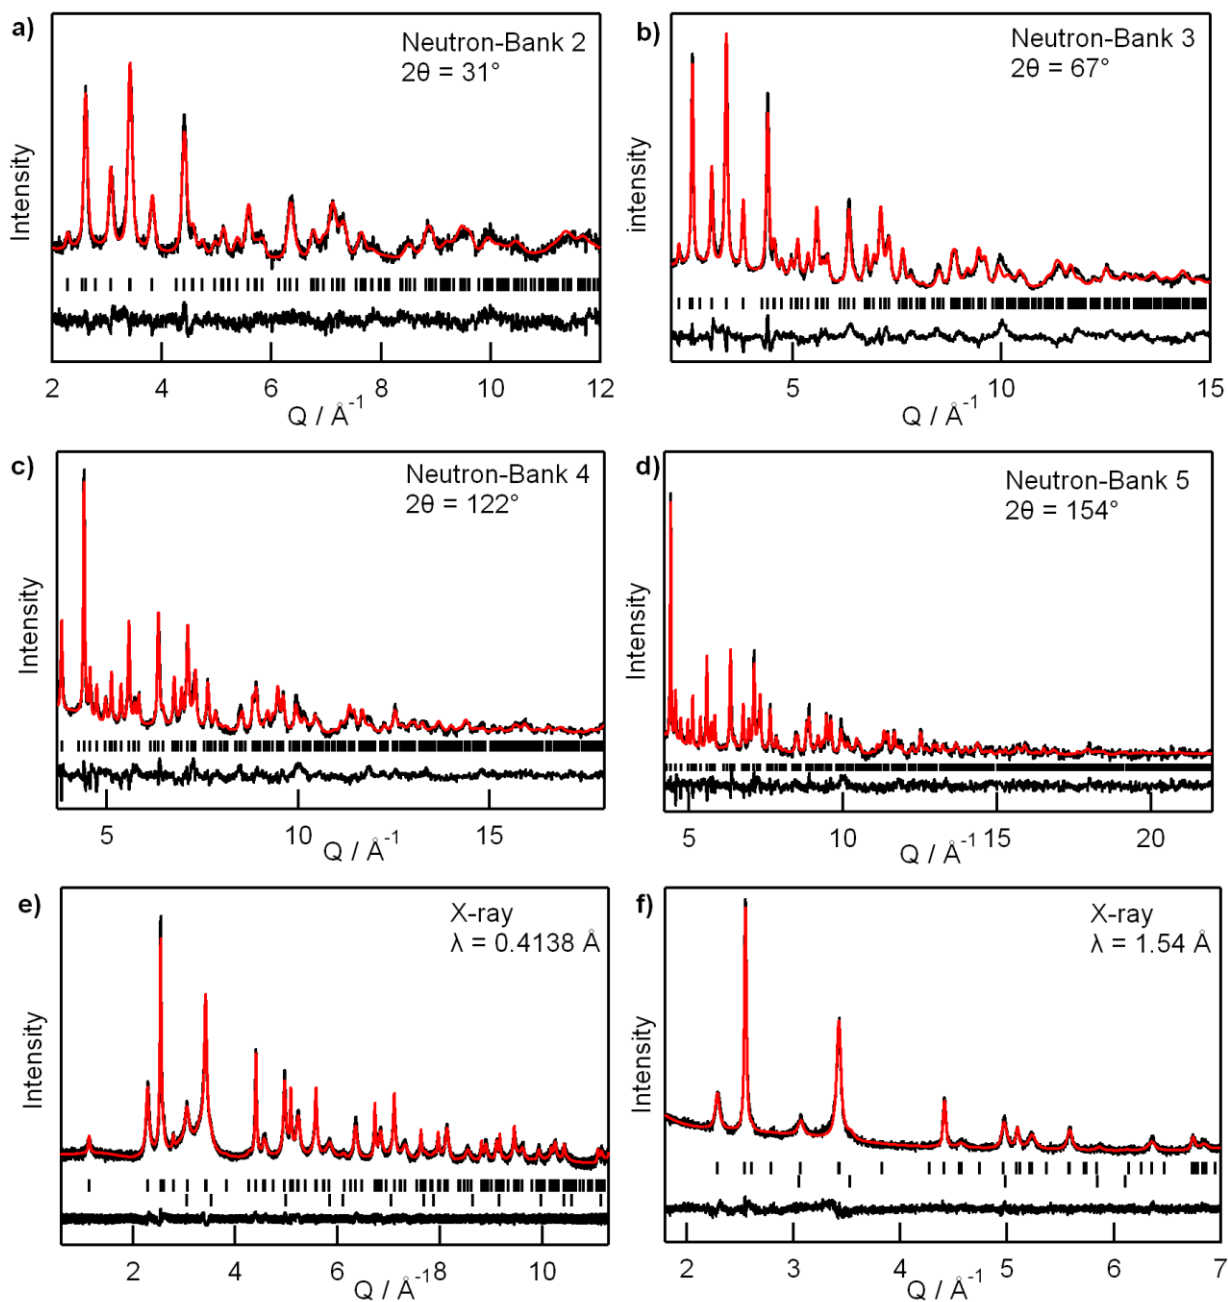 a)
Neutron-Bank 2
2θ = 31°
Intensity
2 4 6 8 10 12
Q / Å⁻¹
b)
Neutron-Bank 3
2θ = 67°
intensity
5 10 15
Q / Å⁻¹
c)
Neutron-Bank 4
2θ = 122°
Intensity
5 10 15
Q / Å⁻¹
d)
Neutron-Bank 5
2θ = 154°
Intensity
5 10 15 20
Q / Å⁻¹
e)
X-ray
λ = 0.4138 Å
Intensity
2 4 6 8 10
Q / Å⁻¹
f)
X-ray
λ = 1.54 Å
Intensity
2 3 4 5 6 7
Q / Å⁻¹